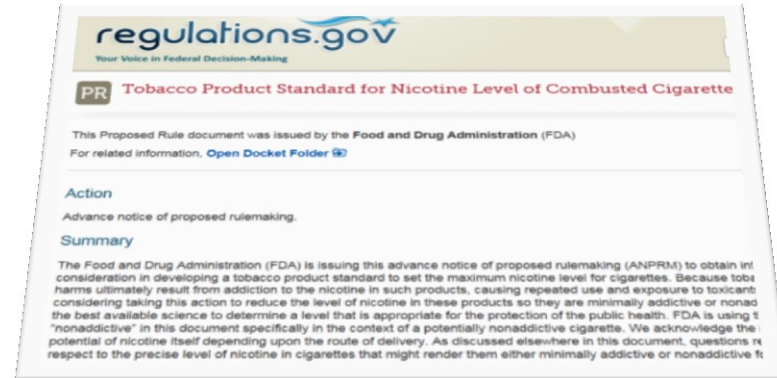 regulations.gov
Your Voice in Federal Decision-Making
PR Tobacco Product Standard for Nicotine Level of Combusted Cigarette
This Proposed Rule document was issued by the Food and Drug Administration (FDA)
For related information, Open Docket Folder
Action
Advance notice of proposed rulemaking.
Summary
The Food and Drug Administration (FDA) is issuing this advance notice of proposed rulemaking (ANPRM) to obtain
consideration in developing a tobacco product standard to set the maximum nicotine level for cigarettes. Because
harms ultimately result from addiction to the nicotine in such products, causing repeated use and exposure to
considering taking this action to reduce the level of nicotine in these products so they are minimally addictive or
the best available science to determine a level that is appropriate for the protection of the public health. FDA is using
"nonaddictive" in this document specifically in the context of a potentially nonaddictive cigarette. We acknowledge the
potential of nicotine itself depending upon the route of delivery. As discussed elsewhere in this document, questions
respect to the precise level of nicotine in cigarettes that might render them either minimally addictive or nonaddictive